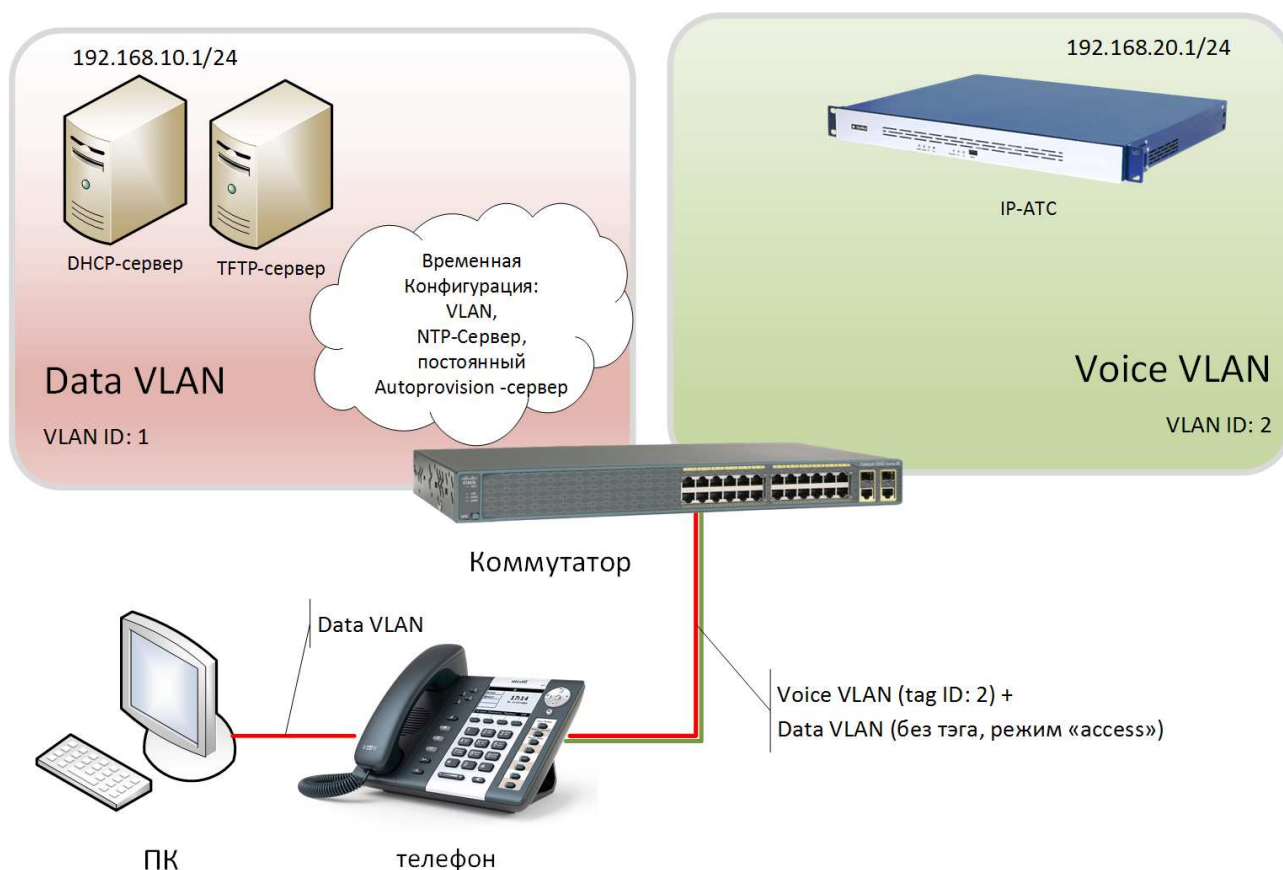 192.168.10.1/24
DHCP-сервер
TFTP-сервер
Временная
Конфигурация:
VLAN,
NTP-Сервер,
постоянный
Autoprovision -сервер
Data VLAN
VLAN ID: 1
192.168.20.1/24
IP-АТС
Voice VLAN
VLAN ID: 2
Коммутатор
Data VLAN
17:14
Voice VLAN (tag ID: 2) +
Data VLAN (без тэга, режим «access»)
ПК
телефон